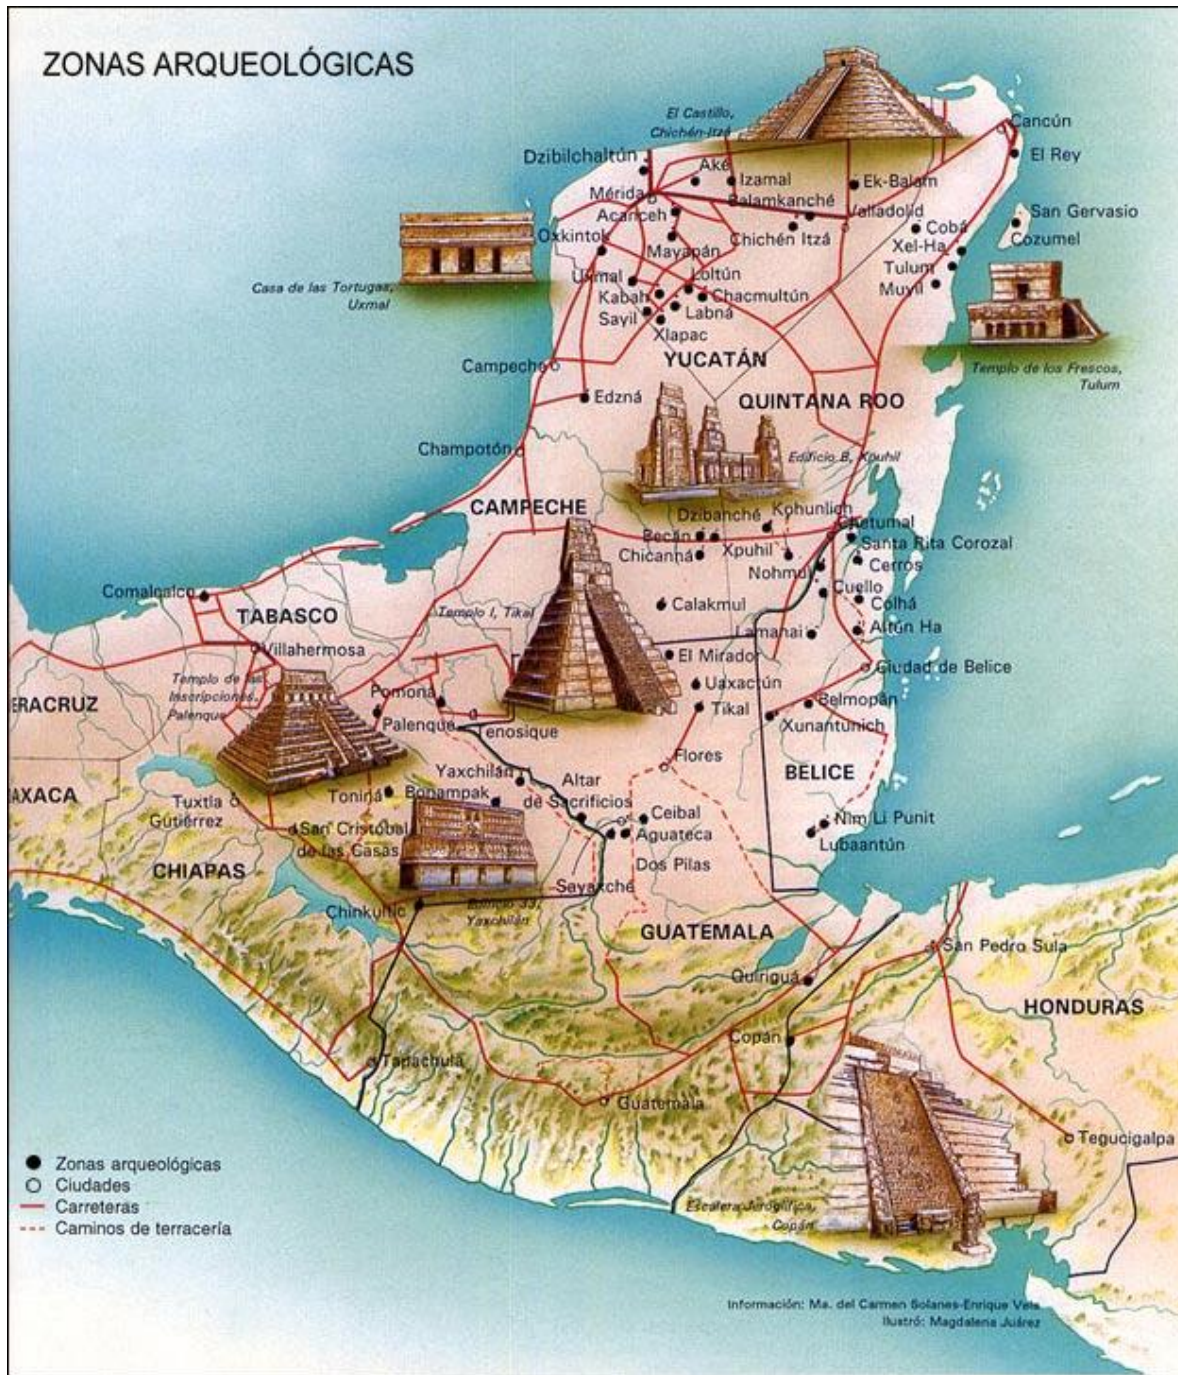 ZONAS ARQUEOLÓGICAS
El Castillo,
Chichén-Itzá
Cancún
El Rey
Dzibilchaltún
Aké
Izamal
Ek-Balam
Mérida
Balamkanché
Valladolid
Acanceh
San Gervasio
Oxkintok
Mayapán
Chichén Itzá
Cobá
Cozumel
Xel-Ha
Casa de las Tortugas,
Uxmal
Uxmal
Loltún
Tulum
Kabah
Chacmultún
Muyil
Sayil
Labná
Xlapac
YUCATÁN
Campeche
Templo de los Frescos,
Tulum
Edzná
QUINTANA ROO
Champotón
Edificio B, Xpuhil
CAMPECHE
Dzibanché
Kohunlich
Becán
Chetumal
Chicanná
Xpuhil
Santa Rita Corozal
Nohmul
Cerros
Comalcalco
Cuello
Calakmul
Colhá
TABASCO
Templo I, Tikal
Lamanai
Altún Ha
Villahermosa
El Mirador
Ciudad de Belice
Templo de las
Inscripciones,
Palenque
Pomona
Uaxactún
Belmopán
ERACRUZ
Palenque
Tikal
Xunantunich
Tenosique
Flores
Yaxchilán
Altar
de Sacrificios
BELICE
AXACA
Toniná
Bonampak
Tuxtla
Gutiérrez
Ceibal
Nim Li Punit
San Cristóbal
de las Casas
Aguateca
Lubaantún
CHIAPAS
Dos Pilas
Sayaxché
Chinkultic
Edificio 33,
Yaxchilán
GUATEMALA
San Pedro Sula
Quiriguá
HONDURAS
Copán
Tapachula
Guatemala
Tegucigalpa
Zonas arqueológicas
Ciudades
Carreteras
Caminos de terracería
Escalera Jeroglífica,
Copán
Información: Ma. del Carmen Solanes-Enrique Vela
Ilustró: Magdalena Juárez